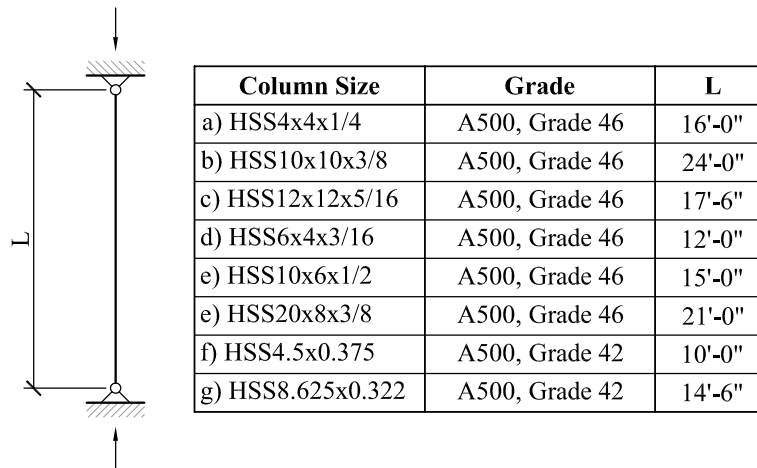 L
Column Size Grade L
a) HSS4x4x1/4 A500, Grade 46 16'-0"
b) HSS10x10x3/8 A500, Grade 46 24'-0"
c) HSS12x12x5/16 A500, Grade 46 17'-6"
d) HSS6x4x3/16 A500, Grade 46 12'-0"
e) HSS10x6x1/2 A500, Grade 46 15'-0"
e) HSS20x8x3/8 A500, Grade 46 21'-0"
f) HSS4.5x0.375 A500, Grade 42 10'-0"
g) HSS8.625x0.322 A500, Grade 42 14'-6"